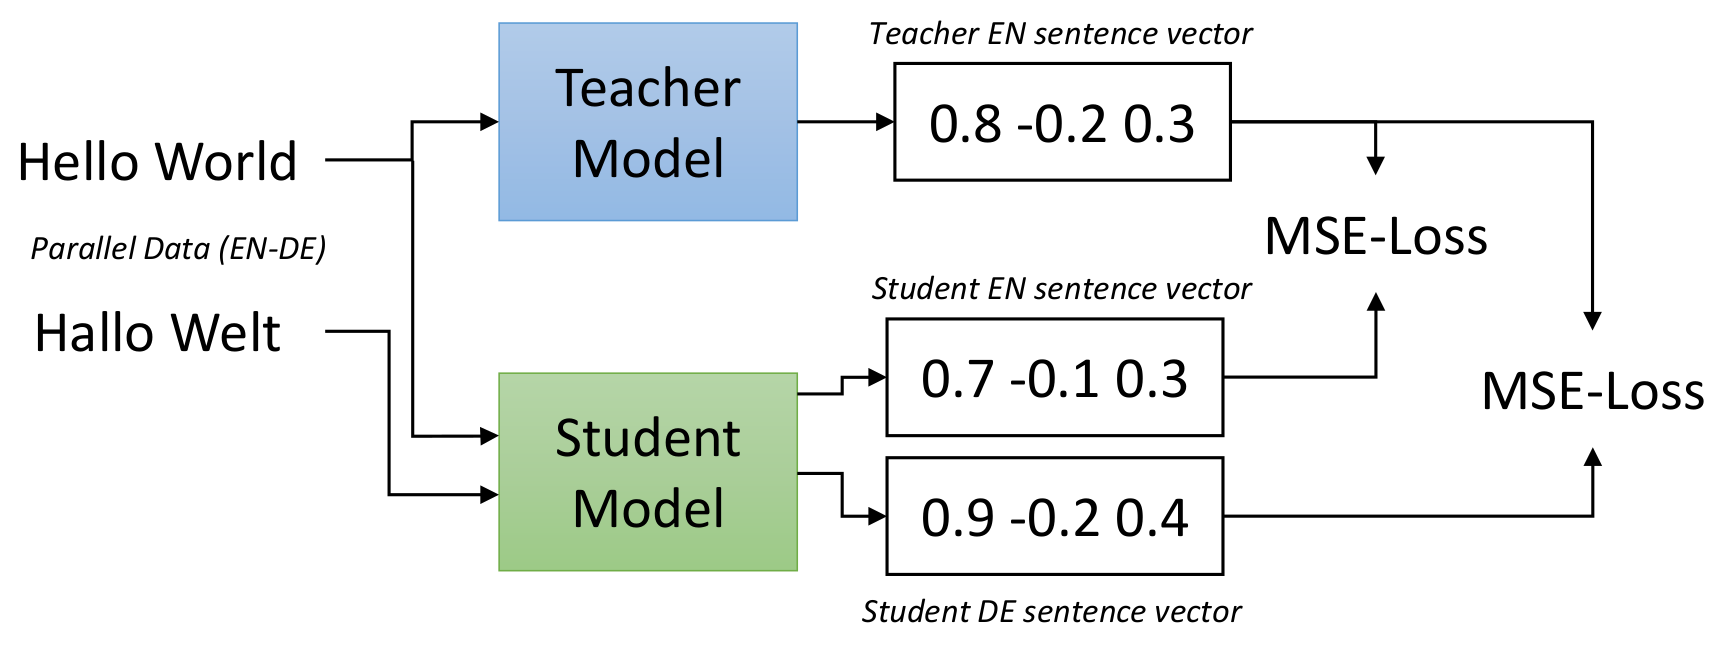 Teacher EN sentence vector
Teacher
Model
0.8 -0.2 0.3
Hello World
Parallel Data (EN-DE)
Hallo Welt
MSE-Loss
Student EN sentence vector
0.7 -0.1 0.3
MSE-Loss
Student
Model
0.9 -0.2 0.4
Student DE sentence vector